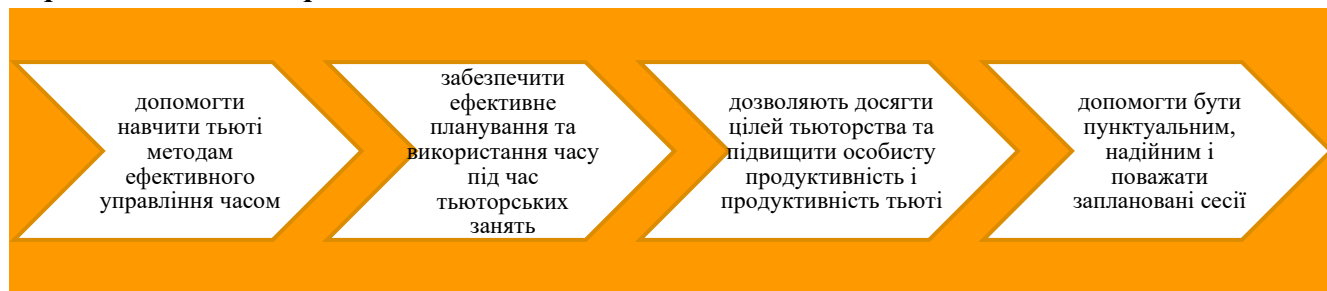 допомогти
навчити тьюті
методам
ефективного
управління часом
забезпечити
ефективне
планування та
використання часу
під час
тьюторських
занять
дозволяють досягти
цілей тьюторства та
підвищити особисту
продуктивність і
продуктивність тьюті
допомогти бути
пунктуальним,
надійним і
поважати
заплановані сесії